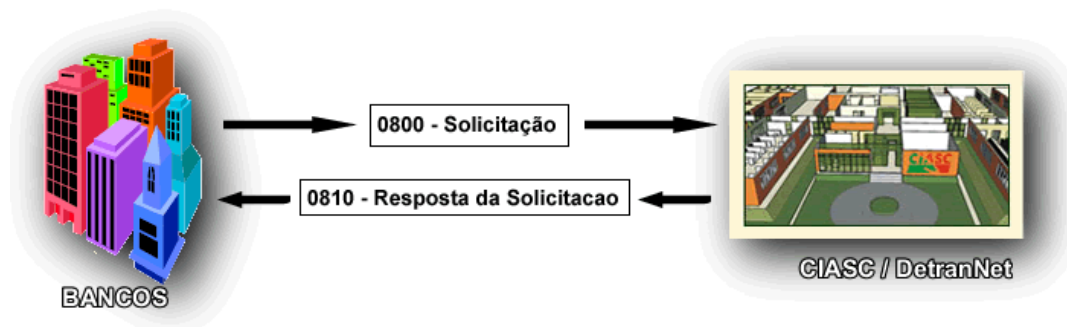 0800 - Solicitação
CIASC
0810 - Resposta da Solicitacao
CIASC / DetranNet
BANCOS